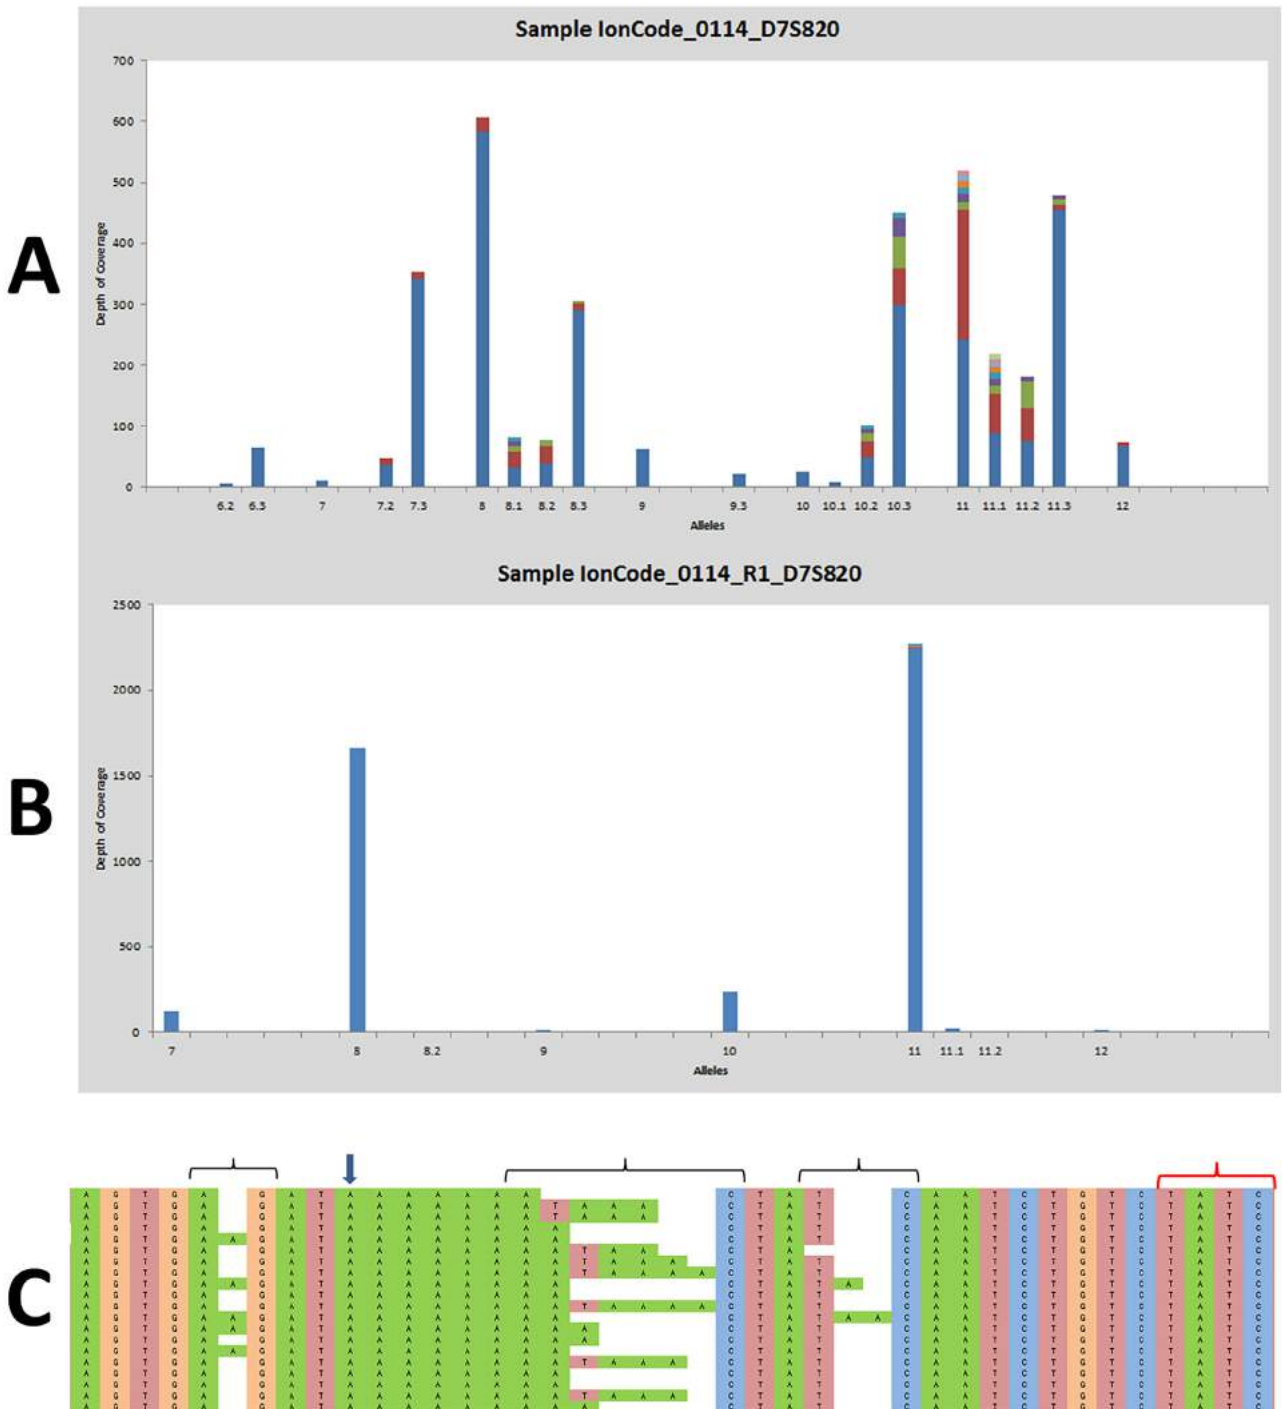 A
Sample IonCode_0114_D7S820
Depth of Coverage
700
600
500
400
300
200
100
0
6.2 6.3 7 7.2 7.3 8 8.1 8.2 8.3 9 9.3 10 10.1 10.2 10.3 11 11.1 11.2 11.3 12
Alleles
B
Sample IonCode_0114_R1_D7S820
Depth of Coverage
2500
2000
1500
1000
500
0
7 8 8.2 9 10 11 11.1 11.2 12
Alleles
C
A G T G A G A T A A A A A A A C T A T C A A T C T G T C T A T C
A G T G A G A T A A A A A A A T A A A C T A T C A A T C T G T C T A T C
A G T G A G A T A A A A A A A T A A A C T A T C A A T C T G T C T A T C
A G T G A G A T A A A A A A A A C T A T C A A T C T G T C T A T C
A G T G A A G A T A A A A A A A A C T A T C A A T C T G T C T A T C
A G T G A G A T A A A A A A A A T A A C T A C A A T C T G T C T A T C
A G T G A G A T A A A A A A A A T A A A C T A T C A A T C T G T C T A T C
A G T G A G A T A A A A A A A A T A A A A C T A T C A A T C T G T C T A T C
A G T G A A G A T A A A A A A A A C T A T A C A A T C T G T C T A T C
A G T G A G A T A A A A A A A A C T A T C A A T C T G T C T A T C
A G T G A G A T A A A A A A A A T A A A A C T A T C A A T C T G T C T A T C
A G T G A A G A T A A A A A A A A C T A T A A C A A T C T G T C T A T C
A G T G A A G A T A A A A A A A A A C T A T C A A T C T G T C T A T C
A G T G A G A T A A A A A A A A A C T A T C A A T C T G T C T A T C
A G T G A A G A T A A A A A A A A C T A T C A A T C T G T C T A T C
A G T G A G A T A A A A A A A A T A A A C T A T C A A T C T G T C T A T C
A G T G A G A T A A A A A A A A C T A T C A A T C T G T C T A T C
A G T G A G A T A A A A A A A A C T A T C A A T C T G T C T A T C
A G T G A G A T A A A A A A A A T A A A C T A T C A A T C T G T C T A T C